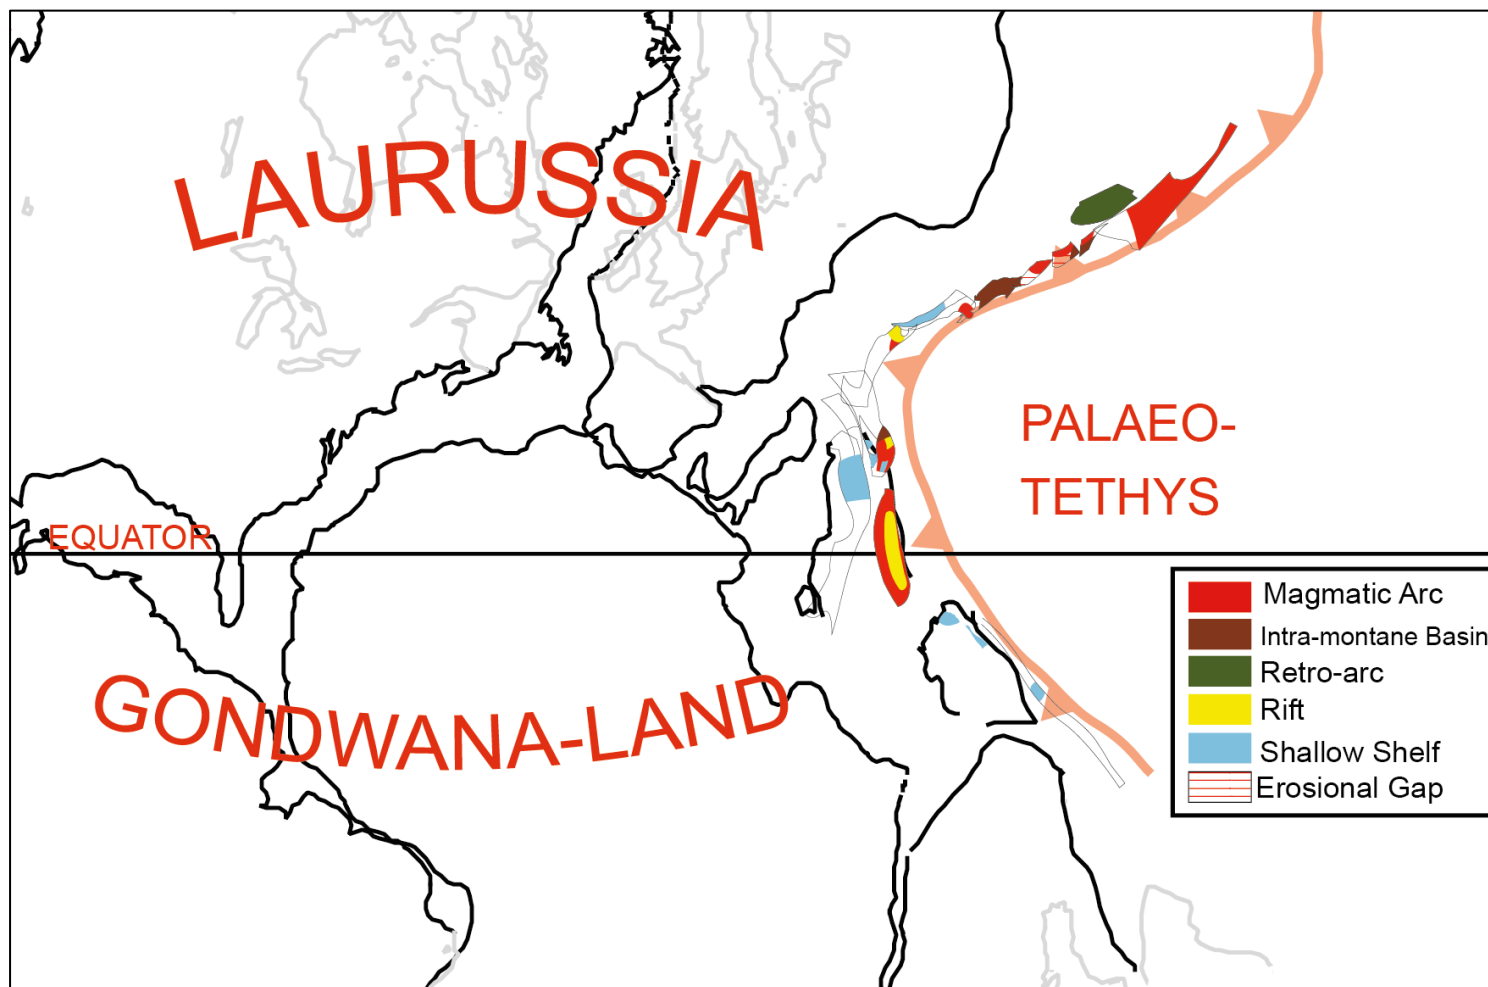 LAURUSSIA
PALAEO-
TETHYS
EQUATOR
GONDWANA-LAND
Magmatic Arc
Intra-montane Basin
Retro-arc
Rift
Shallow Shelf
Erosional Gap